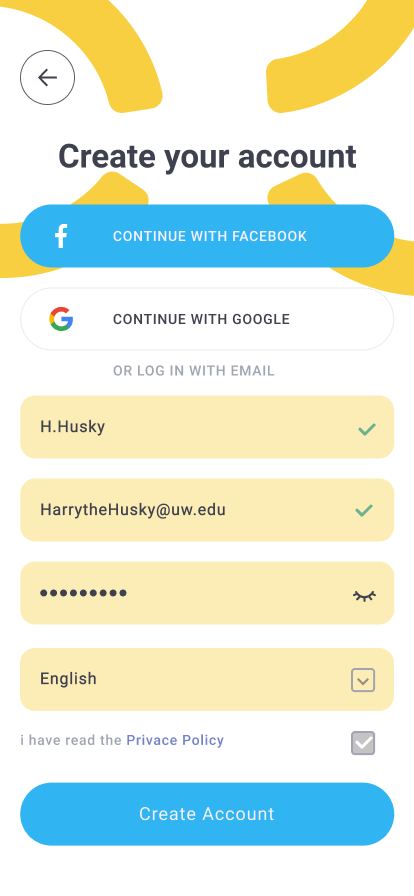 Create your account
CONTINUE WITH FACEBOOK
CONTINUE WITH GOOGLE
OR LOG IN WITH EMAIL
H.Husky
HarrytheHusky@uw.edu
•••••••••
English
i have read the Privace Policy
Create Account